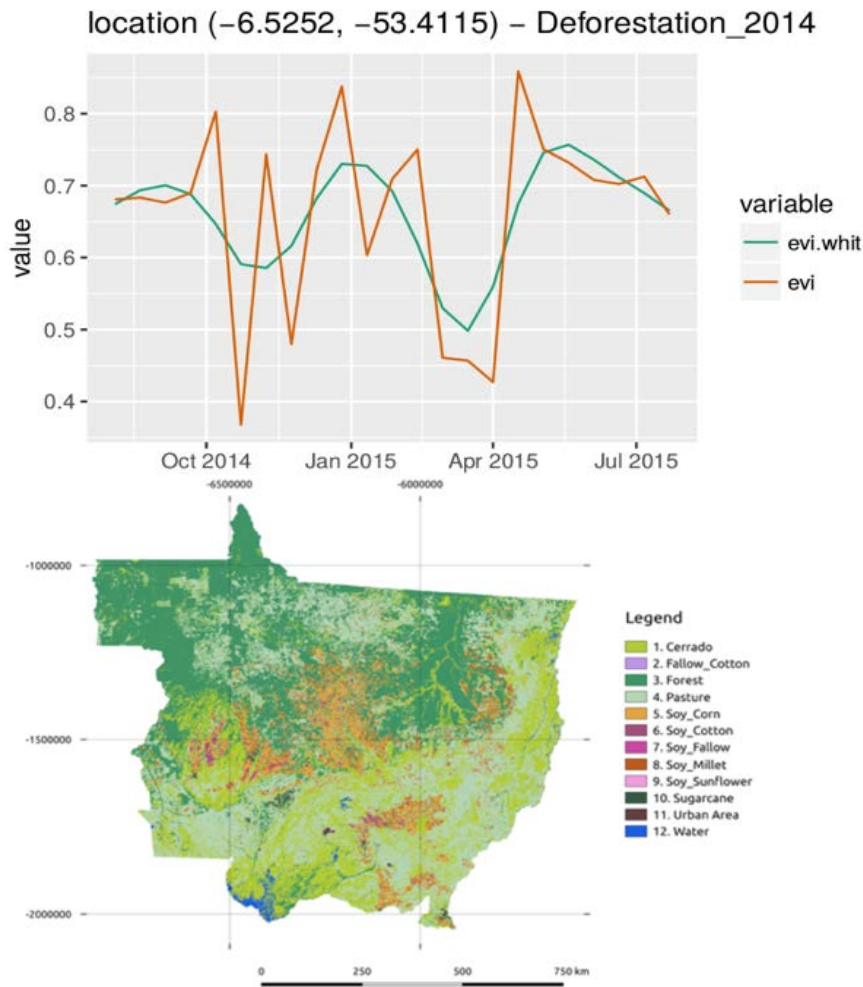 location (−6.5252, −53.4115) − Deforestation_2014
0.8
0.7
0.6
0.5
0.4
value
Oct 2014 Jan 2015 Apr 2015 Jul 2015
variable
evi.whit
evi
-6500000 -6000000
-1000000
-1500000
-2000000
Legend
1. Cerrado
2. Fallow_Cotton
3. Forest
4. Pasture
5. Soy_Corn
6. Soy_Cotton
7. Soy_Fallow
8. Soy_Millet
9. Soy_Sunflower
10. Sugarcane
11. Urban Area
12. Water
0 250 500 750 km